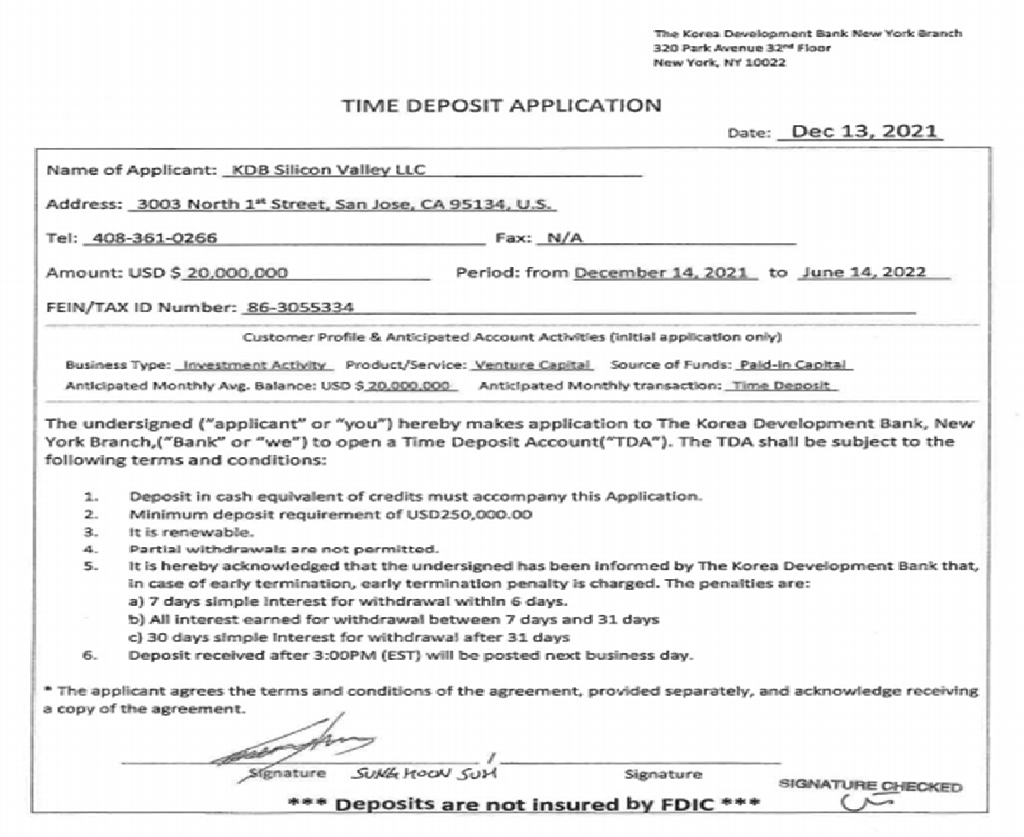 The Korea Development Bank New York Branch
320 Park Avenue 32nd Floor
New York, NY 10022
TIME DEPOSIT APPLICATION
Date: Dec 13, 2021
Name of Applicant: KDB Silicon Valley LLC
Address: 3003 North 1st Street, San Jose, CA 95134, U.S.
Tel: 408-361-0266 Fax: N/A
Amount: USD $ 20,000,000 Period: from December 14, 2021 to June 14, 2022
FEIN/TAX ID Number: 86-3055334
Customer Profile & Anticipated Account Activities (initial application only)
Business Type: Investment Activity Product/Service: Venture Capital Source of Funds: Paid-in Capital
Anticipated Monthly Avg. Balance: USD $ 20,000,000 Anticipated Monthly transaction: Time Deposit
The undersigned ("applicant" or "you") hereby makes application to The Korea Development Bank, New
York Branch,("Bank" or "we") to open a Time Deposit Account("TDA"). The TDA shall be subject to the
following terms and conditions:
1. Deposit in cash equivalent of credits must accompany this Application.
2. Minimum deposit requirement of USD250,000.00
3. It is renewable.
4. Partial withdrawals are not permitted.
5. It is hereby acknowledged that the undersigned has been informed by The Korea Development Bank that,
in case of early termination, early termination penalty is charged. The penalties are:
a) 7 days simple interest for withdrawal within 6 days.
b) All interest earned for withdrawal between 7 days and 31 days
c) 30 days simple interest for withdrawal after 31 days
6. Deposit received after 3:00PM (EST) will be posted next business day.
* The applicant agrees the terms and conditions of the agreement, provided separately, and acknowledge receiving
a copy of the agreement.
/
Signature SUNG HOON SUH Signature
SIGNATURE CHECKED
*** Deposits are not insured by FDIC ***